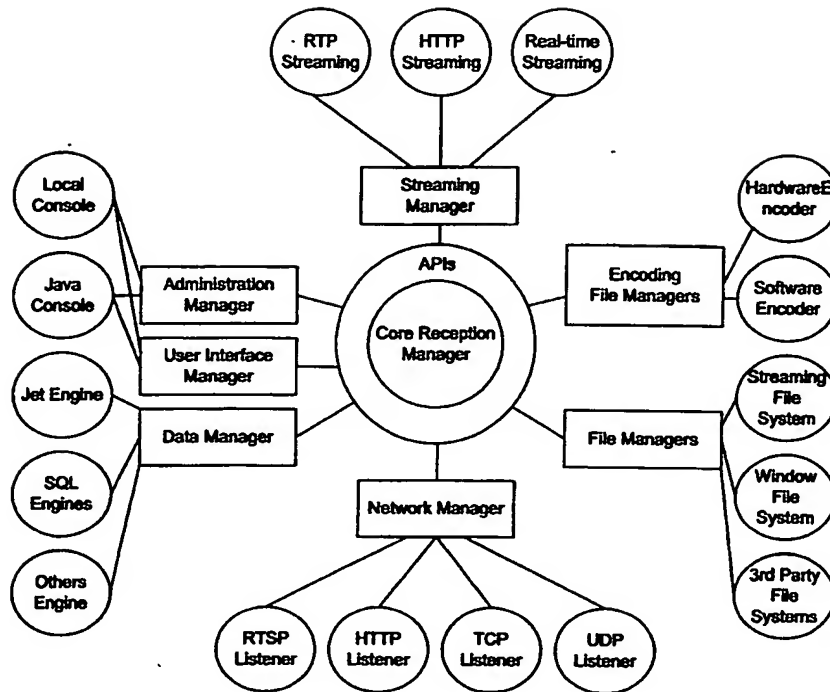 RTP
Streaming
HTTP
Streaming
Real-time
Streaming
Streaming
Manager
Local
Console
Java
Console
Jet Engine
SQL
Engines
Others
Engine
Administration
Manager
User Interface
Manager
Data Manager
APIs
Core Reception
Manager
Encoding
File Managers
File Managers
HardwareE
ncoder
Software
Encoder
Streaming
File
System
Window
File
System
3rd Party
File
Systems
Network Manager
RTSP
Listener
HTTP
Listener
TCP
Listener
UDP
Listener